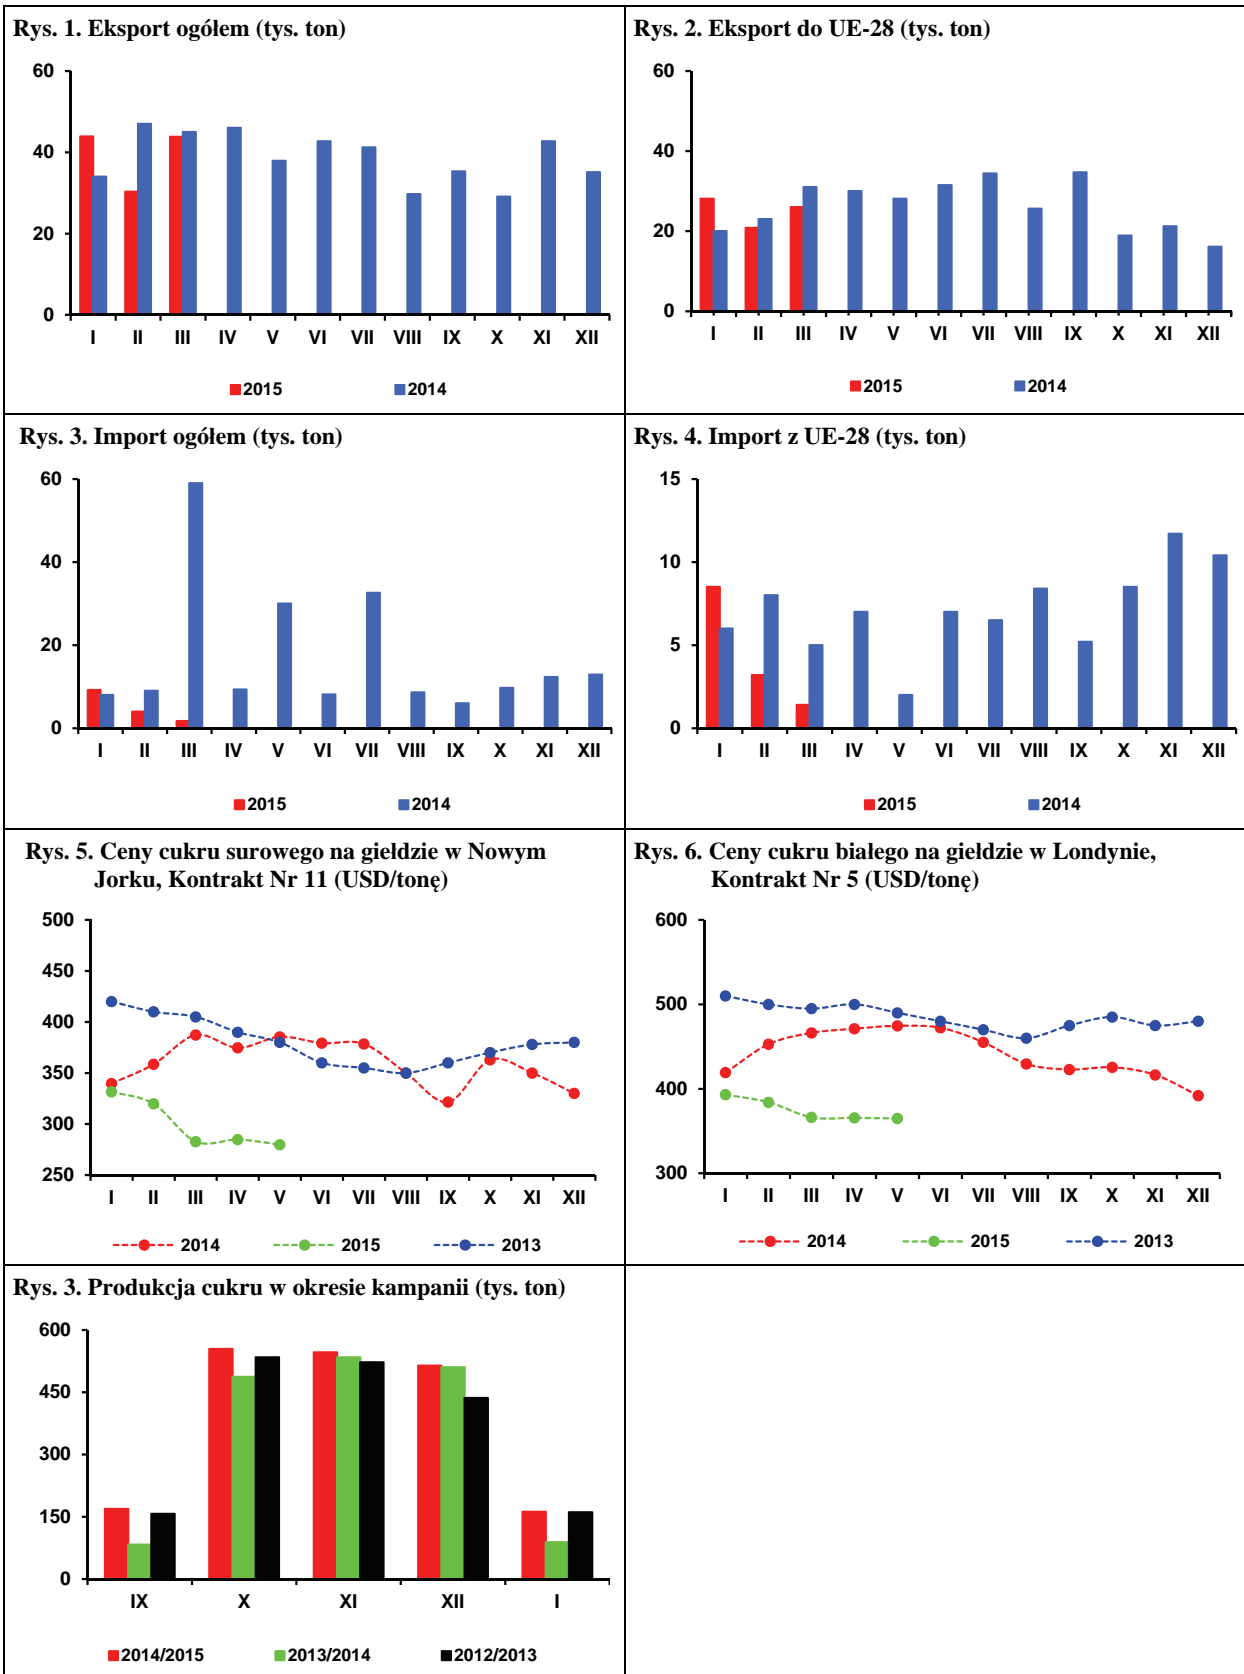 Rys. 1. Eksport ogółem (tys. ton)
60
40
20
0
I II III IV V VI VII VIII IX X XI XII
2015 2014
Rys. 2. Eksport do UE-28 (tys. ton)
60
40
20
0
I II III IV V VI VII VIII IX X XI XII
2015 2014
Rys. 3. Import ogółem (tys. ton)
60
40
20
0
I II III IV V VI VII VIII IX X XI XII
2015 2014
Rys. 4. Import z UE-28 (tys. ton)
15
10
5
0
I II III IV V VI VII VIII IX X XI XII
2015 2014
Rys. 5. Ceny cukru surowego na giełdzie w Nowym
Jorku, Kontrakt Nr 11 (USD/tonę)
500
450
400
350
300
250
I II III IV V VI VII VIII IX X XI XII
2014 2015 2013
Rys. 6. Ceny cukru białego na giełdzie w Londynie,
Kontrakt Nr 5 (USD/tonę)
600
500
400
300
I II III IV V VI VII VIII IX X XI XII
2014 2015 2013
Rys. 3. Produkcja cukru w okresie kampanii (tys. ton)
600
450
300
150
0
IX X XI XII I
2014/2015 2013/2014 2012/2013